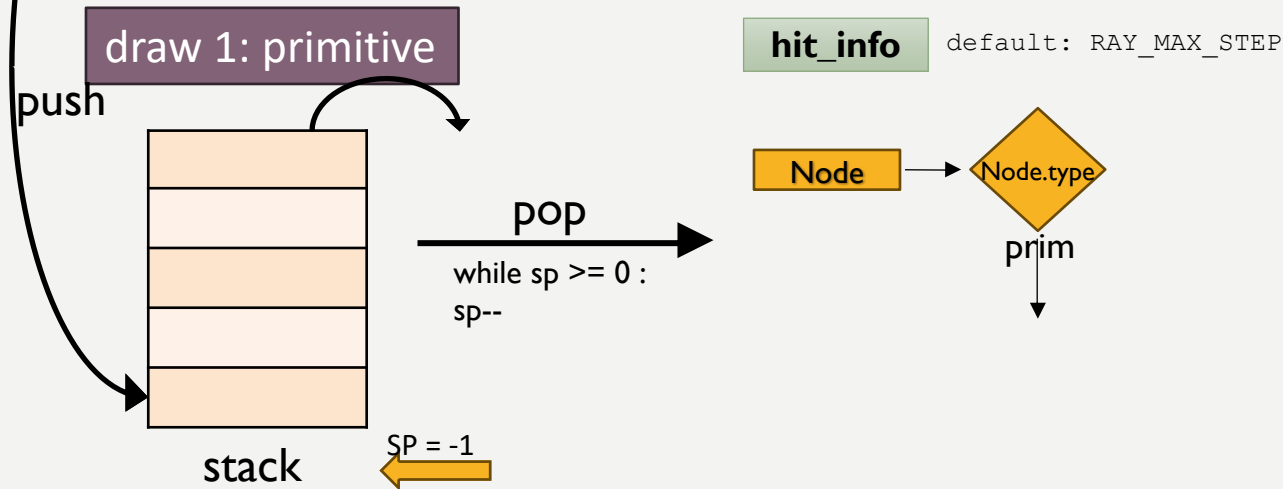 draw 1: primitive
hit_info
default: RAY_MAX_STEP
push
Node
Node.type
pop
prim
while sp >= 0 :
sp--
SP = -1
stack